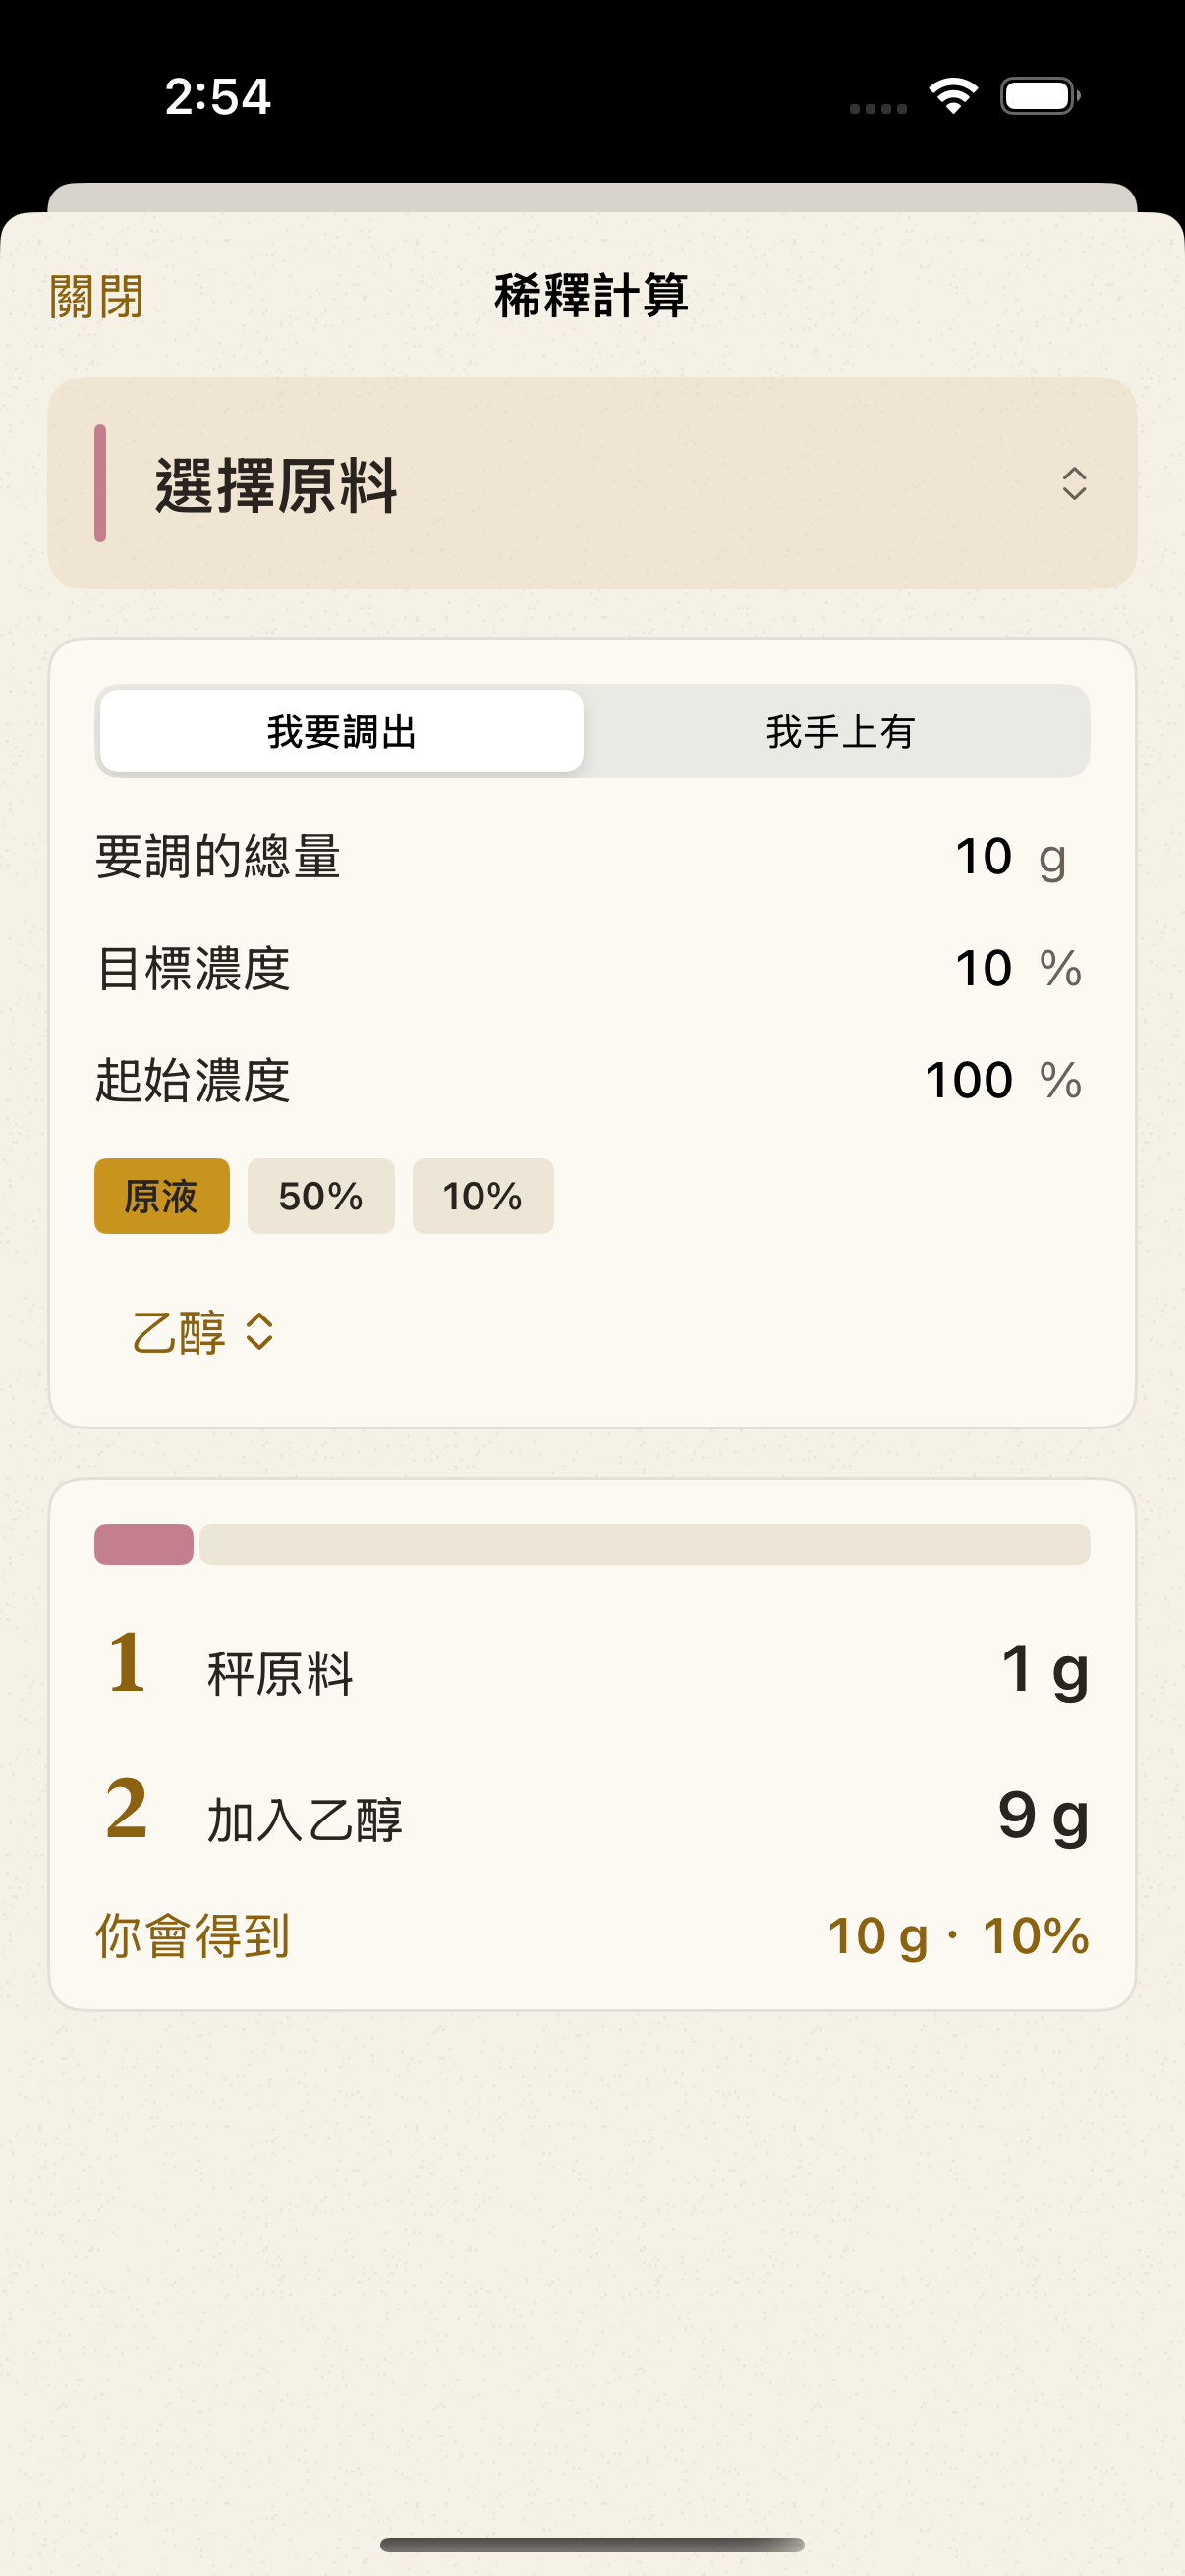 2:54
關閉 稀釋計算
選擇原料
我要調出 我手上有
要調的總量 10 g
目標濃度 10 %
起始濃度 100 %
原液 50% 10%
乙醇
1 秤原料 1 g
2 加入乙醇 9 g
你會得到 10 g · 10%